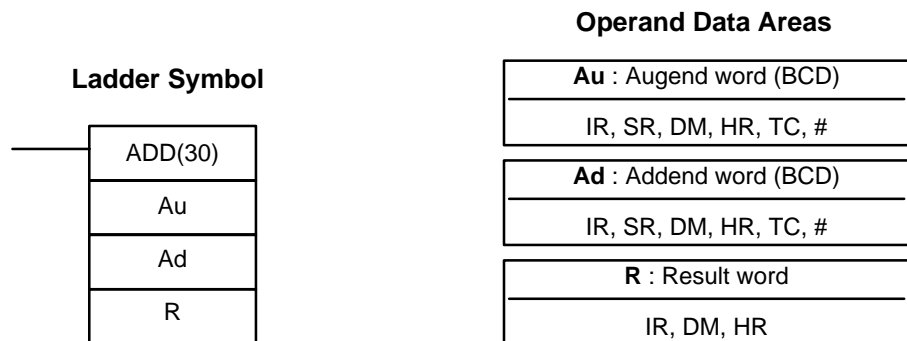 Operand Data Areas
Ladder Symbol
ADD(30)
Au
Ad
R
Au : Augend word (BCD)
IR, SR, DM, HR, TC, #
Ad : Addend word (BCD)
IR, SR, DM, HR, TC, #
R : Result word
IR, DM, HR